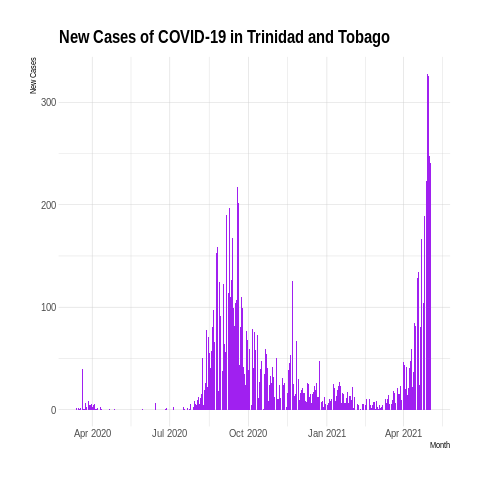 New Cases of COVID-19 in Trinidad and Tobago
New Cases
300
200
100
0
Apr 2020 Jul 2020 Oct 2020 Jan 2021 Apr 2021
Month